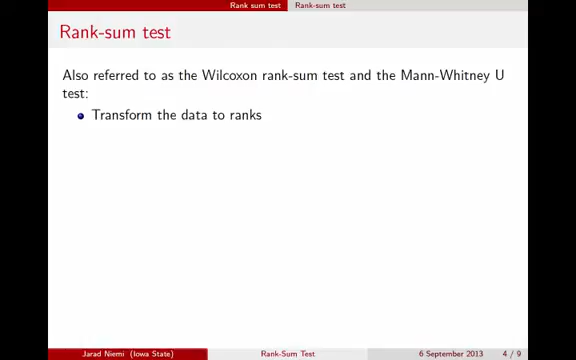 Rank sum test Rank-sum test
Rank-sum test
Also referred to as the Wilcoxon rank-sum test and the Mann-Whitney U
test:
Transform the data to ranks
Jarad Niemi (Iowa State) Rank-Sum Test 6 September 2013 4 / 9